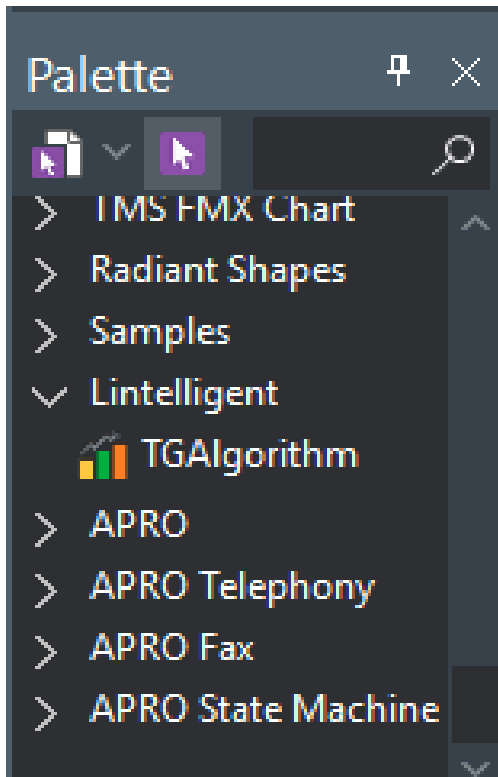 Palette
TMS FMX Chart
Radiant Shapes
Samples
Lintelligent
TGAlgorithm
APRO
APRO Telephony
APRO Fax
APRO State Machine